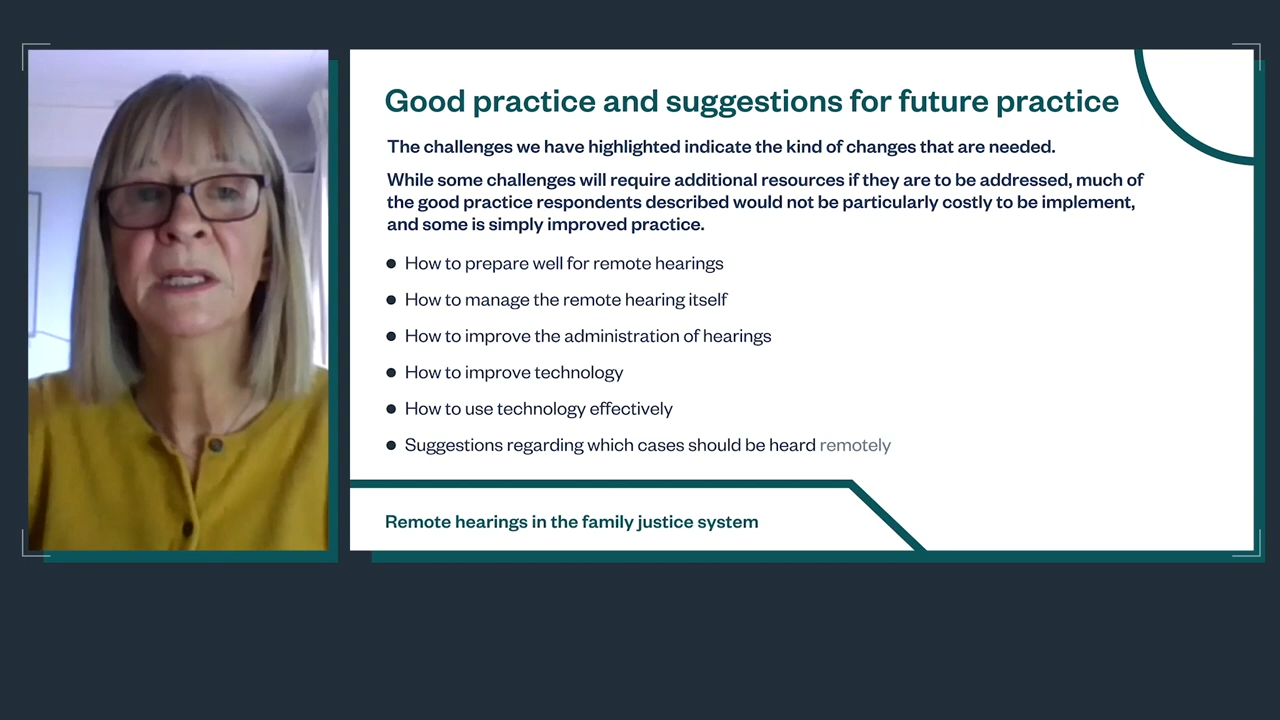 Good practice and suggestions for future practice
The challenges we have highlighted indicate the kind of changes that are needed.
While some challenges will require additional resources if they are to be addressed, much of
the good practice respondents described would not be particularly costly to be implement,
and some is simply improved practice.
● How to prepare well for remote hearings
● How to manage the remote hearing itself
● How to improve the administration of hearings
● How to improve technology
● How to use technology effectively
● Suggestions regarding which cases should be heard remotely
Remote hearings in the family justice system